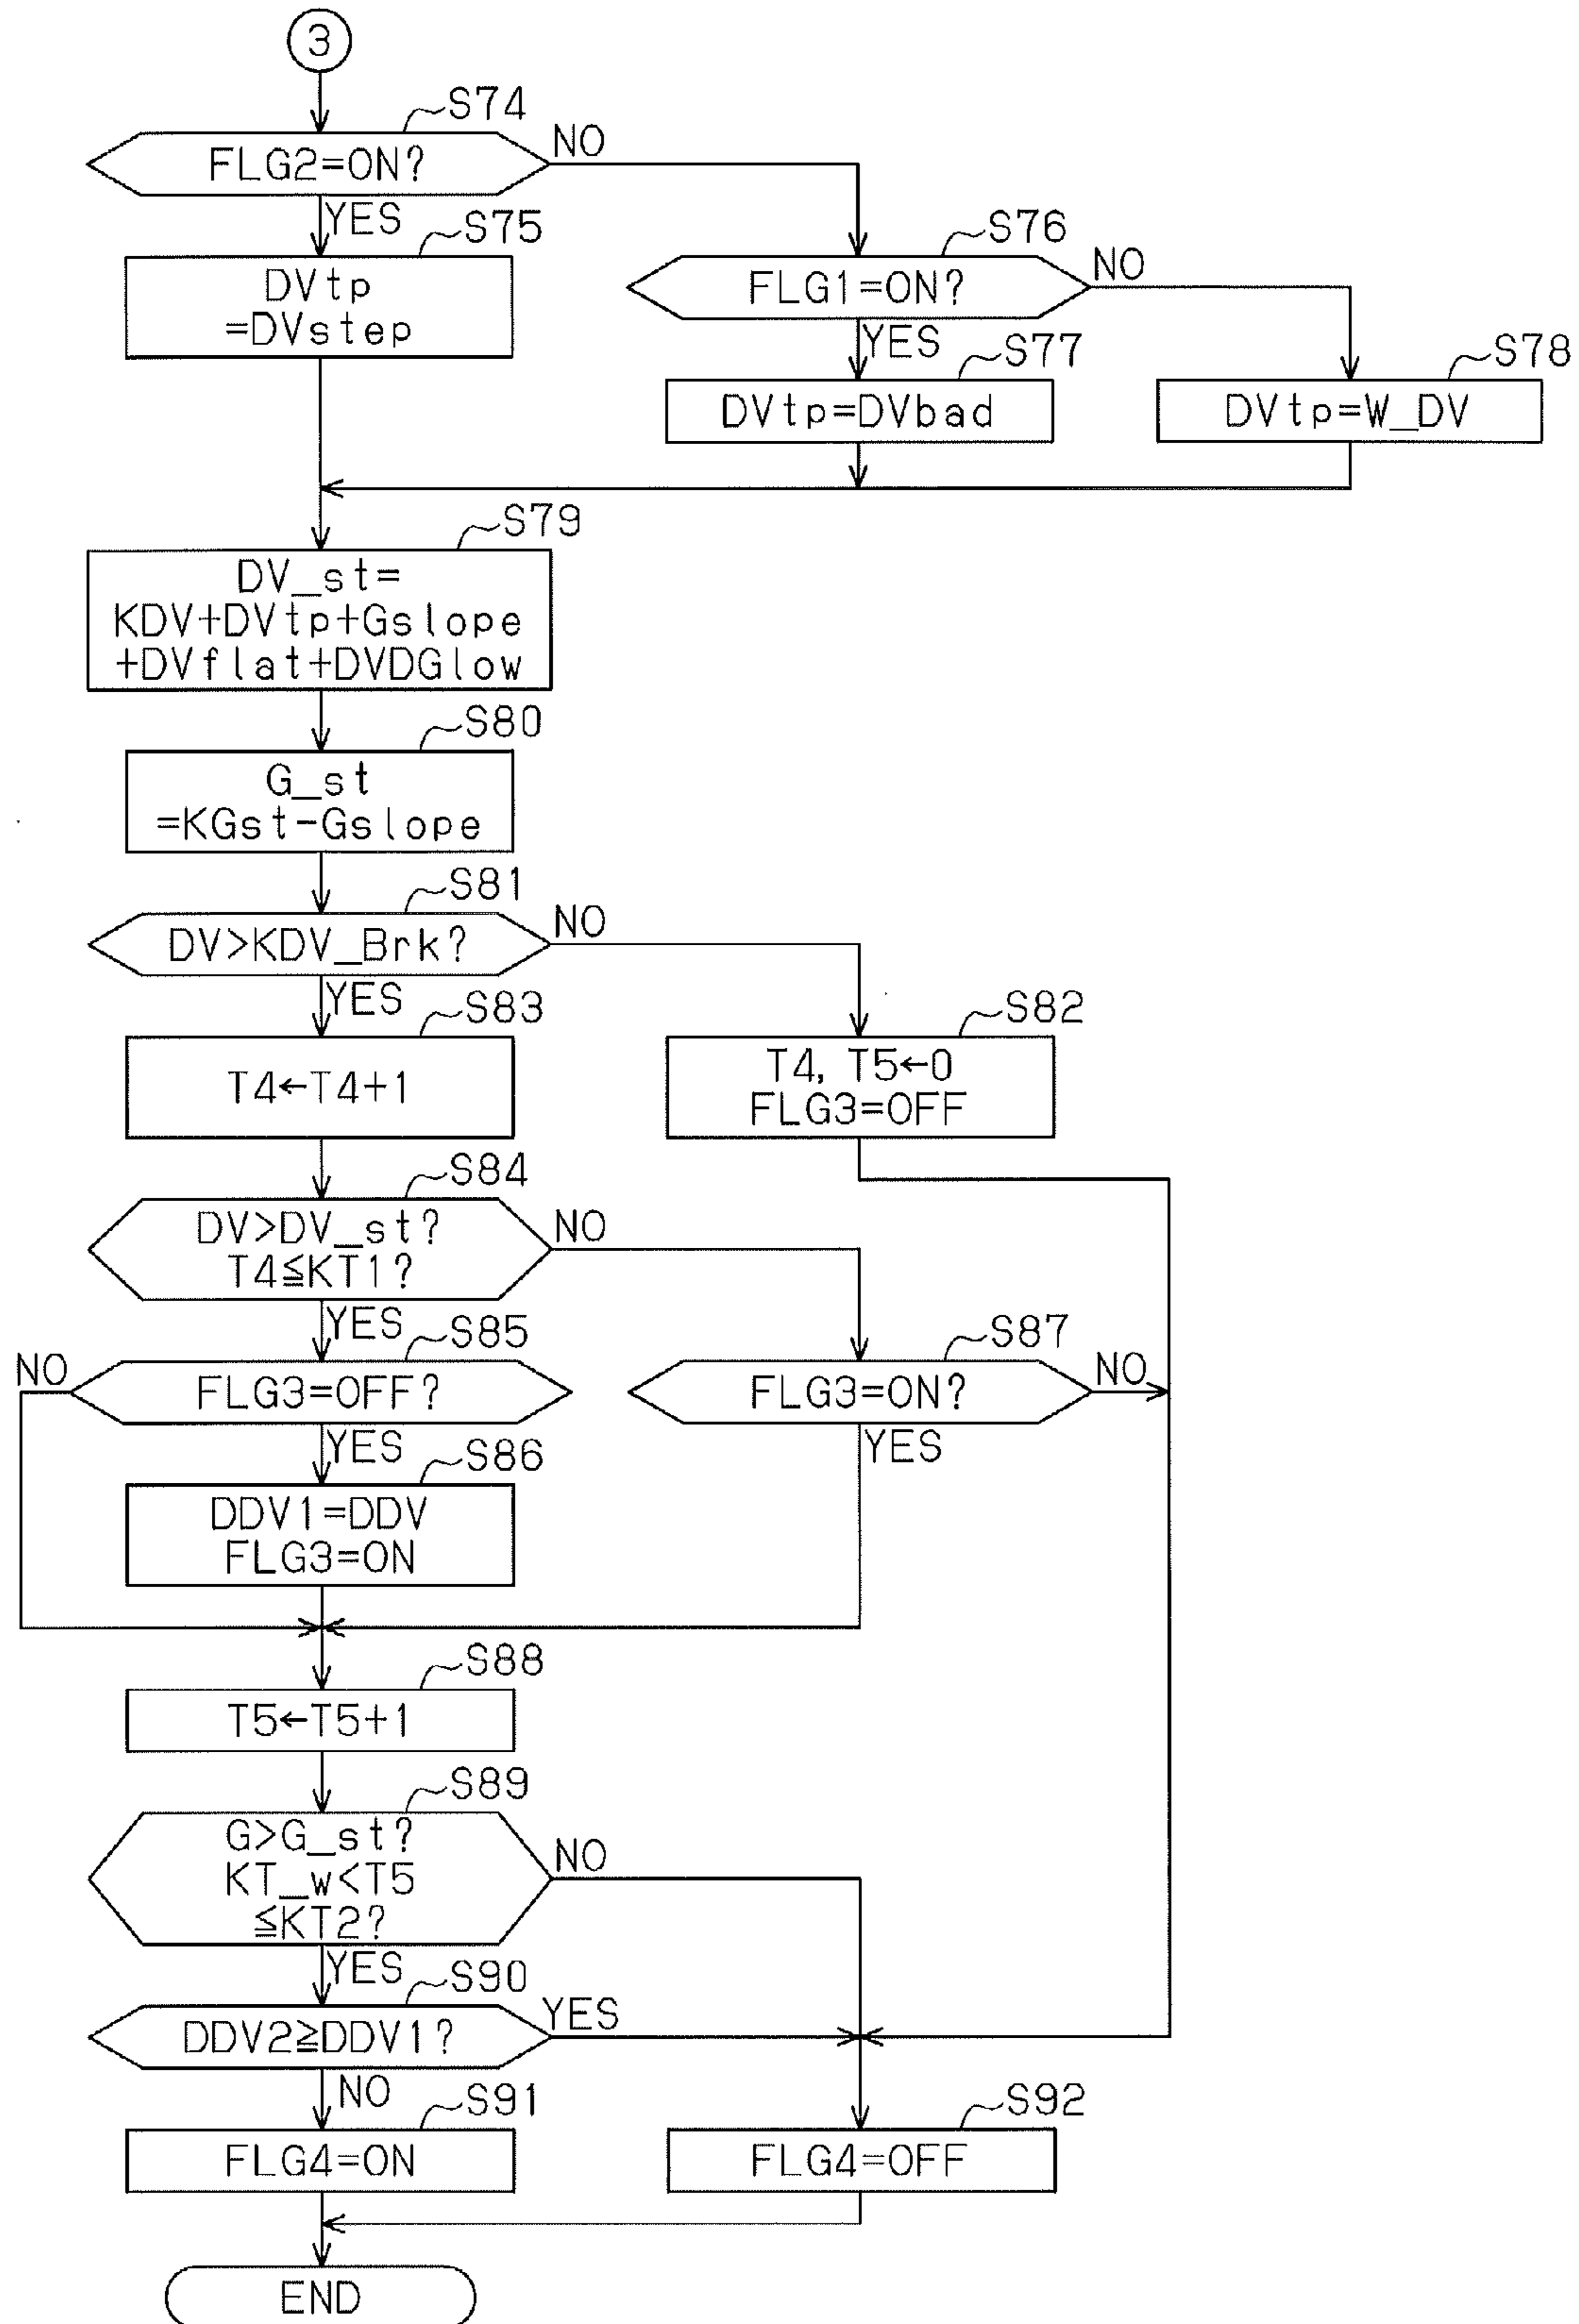 3
S74
FLG2=ON?
NO
YES
S75
DVtp
=DVstep
S76
FLG1=ON?
NO
YES
S77
DVtp=DVbad
S78
DVtp=W_DV
S79
DV_st=
KDV+DVtp+Gslope
+DVflat+DVDGlow
S80
G_st
=KGst-Gslope
S81
DV>KDV_Brk?
NO
YES
S83
T4←T4+1
S82
T4, T5←0
FLG3=OFF
S84
DV>DV_st?
T4≦KT1?
NO
YES
S85
FLG3=OFF?
NO
YES
S87
FLG3=ON?
NO
YES
S86
DDV1=DDV
FLG3=ON
S88
T5←T5+1
S89
G>G_st?
KT_w<T5
≦KT2?
NO
YES
S90
DDV2≧DDV1?
YES
NO
S91
FLG4=ON
S92
FLG4=OFF
END